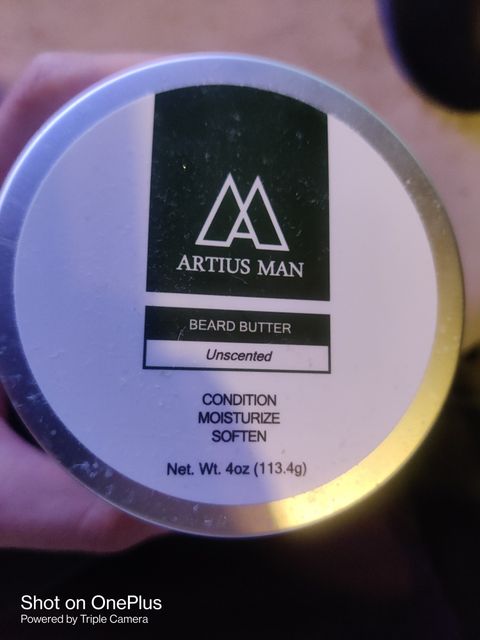 ARTIUS MAN
BEARD BUTTER
Unscented
CONDITION
MOISTURIZE
SOFTEN
Net. Wt. 4oz (113.4g)
Shot on OnePlus
Powered by Triple Camera